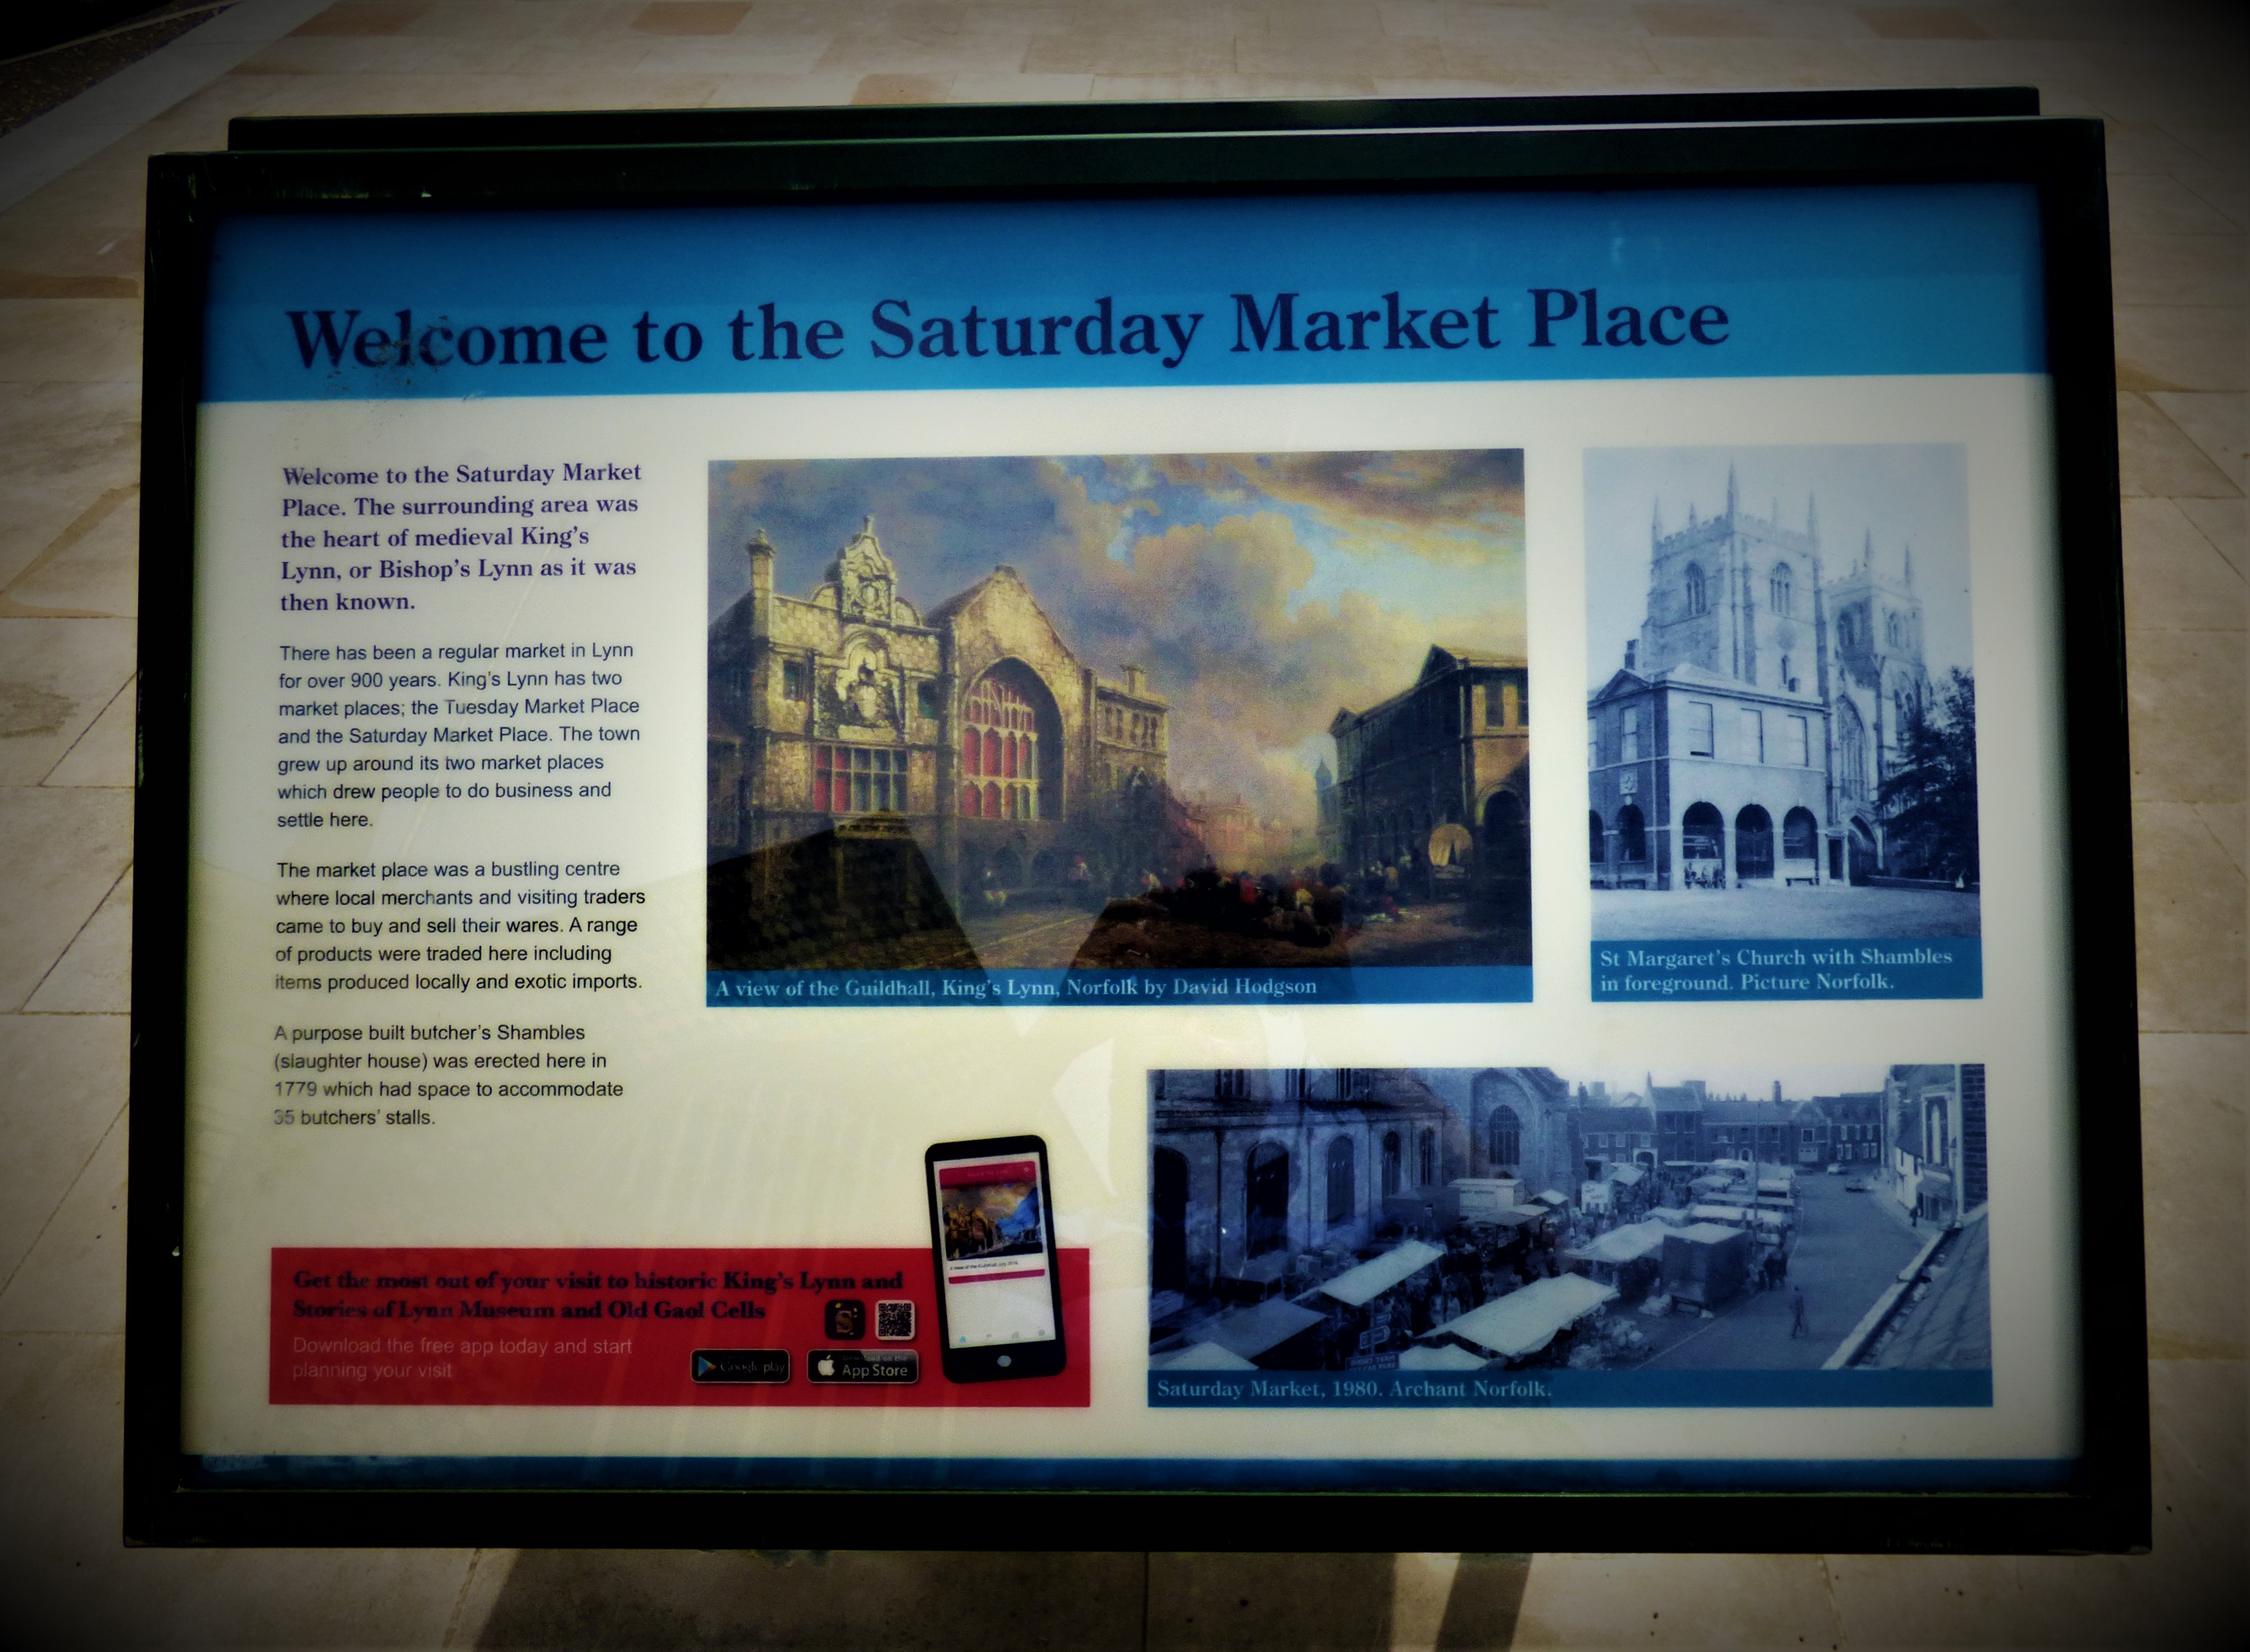 Welcome to the Saturday Market Place
Welcome to the Saturday Market
Place. The surrounding area was
the heart of medieval King's
Lynn, or Bishop's Lynn as it was
then known.
There has been a regular market in Lynn
for over 900 years. King's Lynn has two
market places; the Tuesday Market Place
and the Saturday Market Place. The town
grew up around its two market places
which drew people to do business and
settle here.
The market place was a bustling centre
where local merchants and visiting traders
came to buy and sell their wares. A range
of products were traded here including
items produced locally and exotic imports.
A purpose built butcher's Shambles
(slaughter house) was erected here in
1779 which had space to accommodate
35 butchers' stalls.
A view of the Guildhall, King's Lynn, Norfolk by David Hodgson
St Margaret's Church with Shambles
in foreground. Picture Norfolk.
Saturday Market, 1980. Archant Norfolk.
Get the most out of your visit to historic King's Lynn and
Stories of Lynn Museum and Old Gaol Cells
Download the free app today and start
planning your visit
S
Google play
on the
App Store